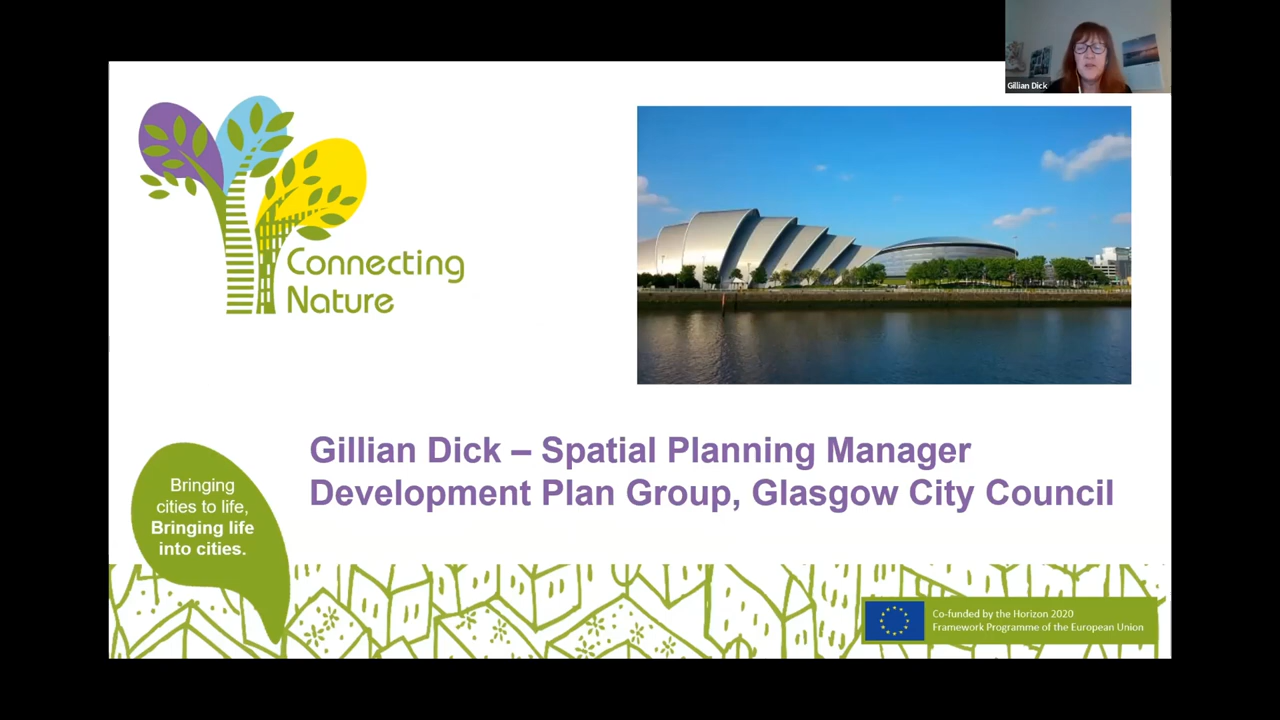 Gillian Dick
Connecting
Nature
Gillian Dick – Spatial Planning Manager
Development Plan Group, Glasgow City Council
Bringing
cities to life,
Bringing life
into cities.
Co-funded by the Horizon 2020
Framework Programme of the European Union